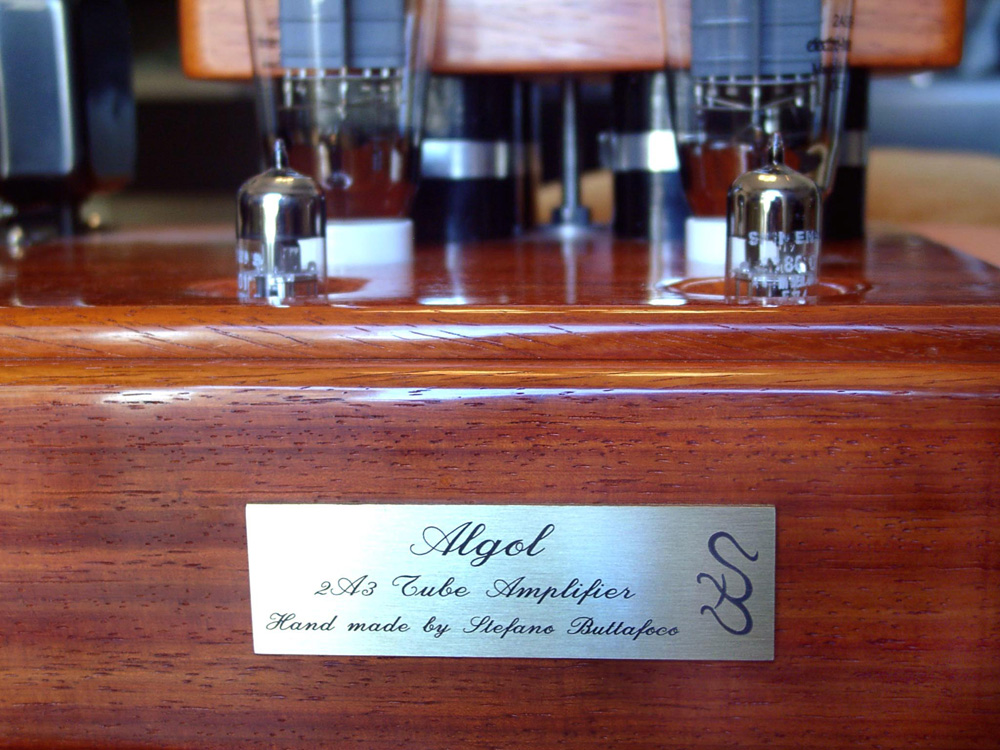 Algol
2A3 Tube Amplifier
Hand made by Stefano Buttafoco